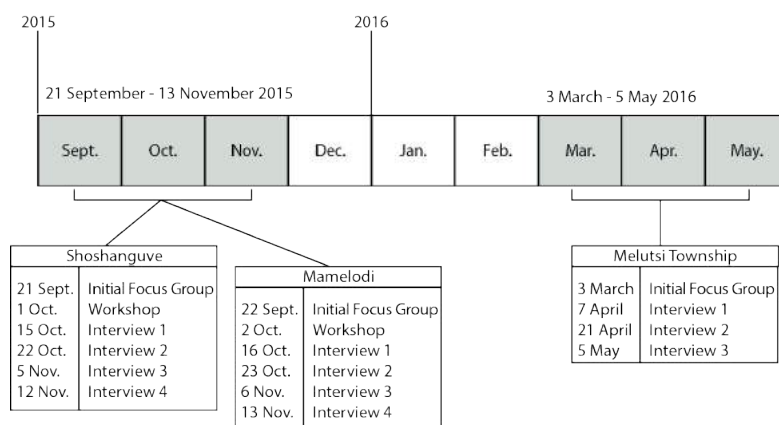 2015
2016
21 September - 13 November 2015
3 March - 5 May 2016
Sept. Oct. Nov. Dec. Jan. Feb. Mar. Apr. May.
Shoshanguve
21 Sept. Initial Focus Group
1 Oct. Workshop
15 Oct. Interview 1
22 Oct. Interview 2
5 Nov. Interview 3
12 Nov. Interview 4
Mamelodi
22 Sept. Initial Focus Group
2 Oct. Workshop
16 Oct. Interview 1
23 Oct. Interview 2
6 Nov. Interview 3
13 Nov. Interview 4
Melutsi Township
3 March Initial Focus Group
7 April Interview 1
21 April Interview 2
5 May Interview 3